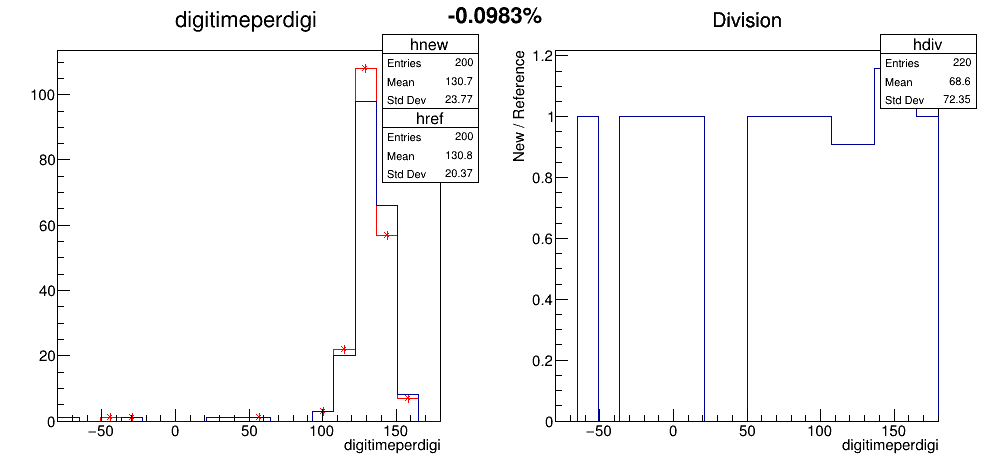 -0.0983%
digitimeperdigi
hnew
Entries 200
Mean 130.7
Std Dev 23.77
href
Entries 200
Mean 130.8
Std Dev 20.37
100
80
60
40
20
0
−50 0 50 100 150
digitimeperdigi
Division
hdiv
Entries 220
Mean 68.6
Std Dev 72.35
New / Reference
1.2
1
0.8
0.6
0.4
0.2
0
−50 0 50 100 150
digitimeperdigi